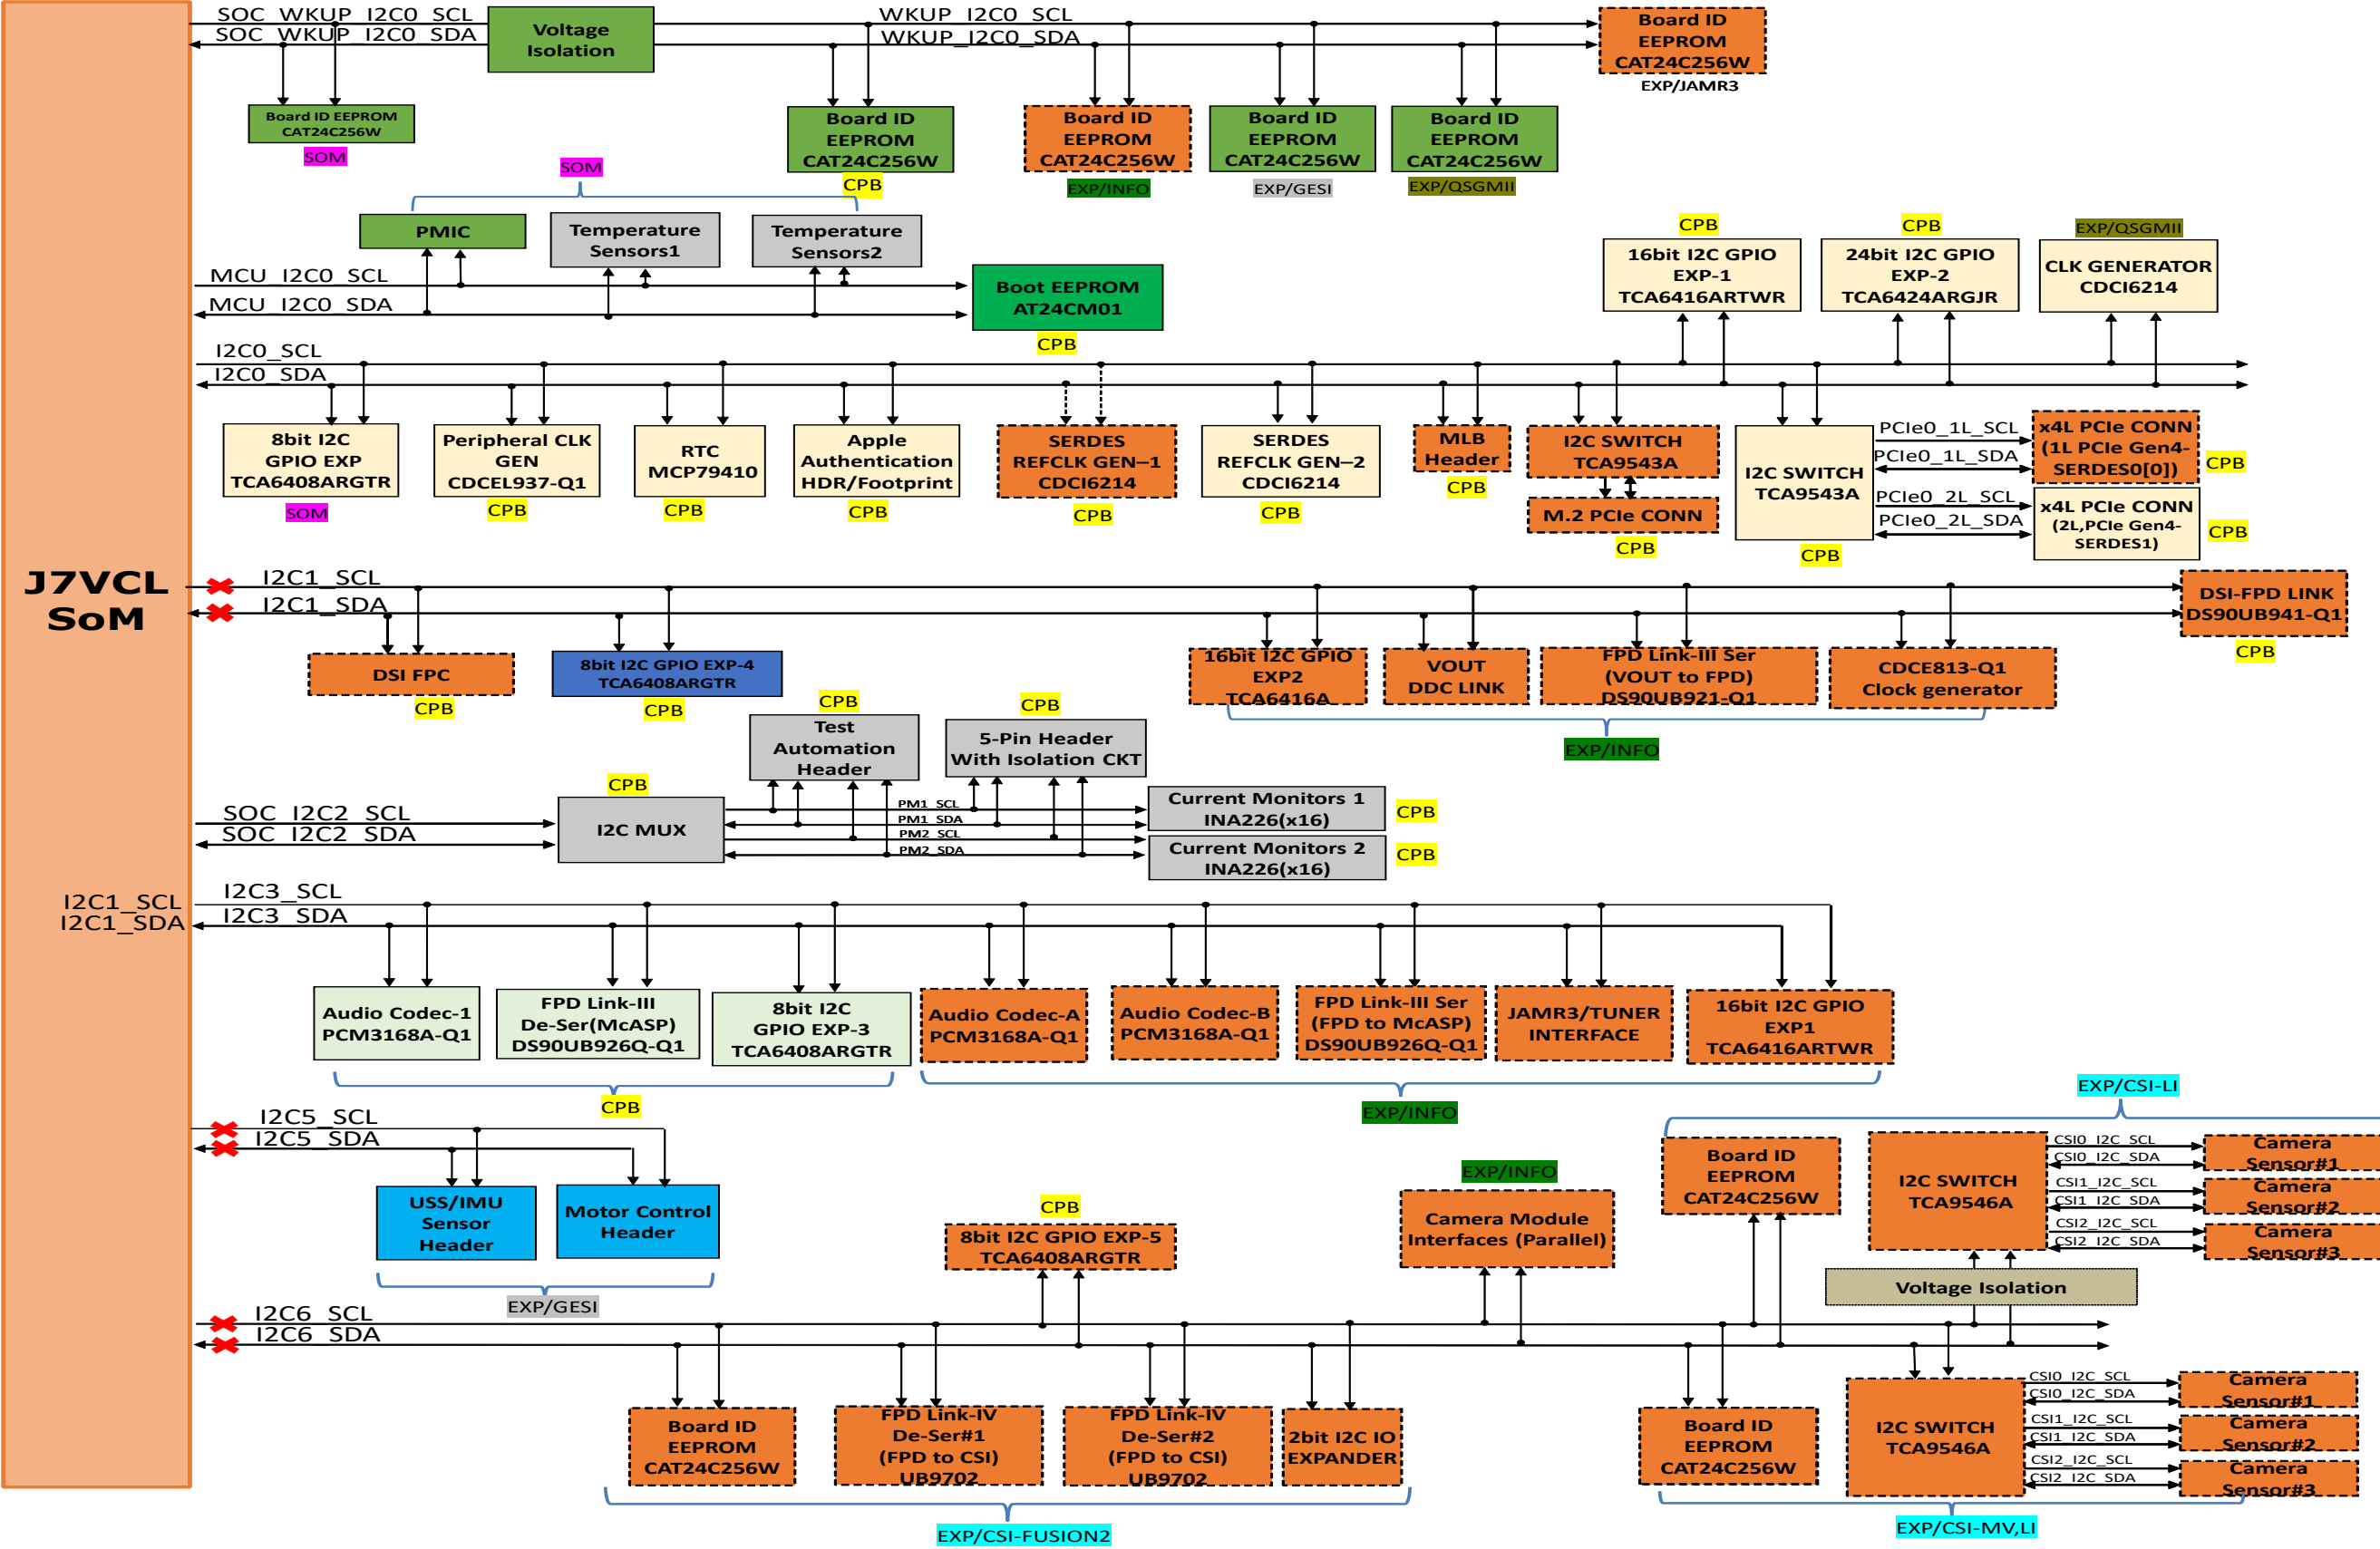 SOC_WKUP_I2C0_SCL
SOC_WKUP_I2C0_SDA
Voltage
Isolation
WKUP_I2C0_SCL
WKUP_I2C0_SDA
Board ID
EEPROM
CAT24C256W
EXP/JAMR3
Board ID EEPROM
CAT24C256W
SOM
Board ID
EEPROM
CAT24C256W
CPB
Board ID
EEPROM
CAT24C256W
EXP/INFO
Board ID
EEPROM
CAT24C256W
EXP/GESI
Board ID
EEPROM
CAT24C256W
EXP/QSGMII
SOM
PMIC
Temperature
Sensors1
Temperature
Sensors2
MCU_I2C0_SCL
MCU_I2C0_SDA
Boot EEPROM
AT24CM01
CPB
CPB
16bit I2C GPIO
EXP-1
TCA6416ARTWR
CPB
24bit I2C GPIO
EXP-2
TCA6424ARGJR
EXP/QSGMII
CLK GENERATOR
CDCI6214
I2C0_SCL
I2C0_SDA
8bit I2C
GPIO EXP
TCA6408ARGTR
SOM
Peripheral CLK
GEN
CDCEL937-Q1
CPB
RTC
MCP79410
CPB
Apple
Authentication
HDR/Footprint
CPB
SERDES
REFCLK GEN–1
CDCI6214
CPB
SERDES
REFCLK GEN–2
CDCI6214
CPB
MLB
Header
CPB
I2C SWITCH
TCA9543A
M.2 PCIe CONN
CPB
I2C SWITCH
TCA9543A
CPB
PCIe0_1L_SCL
PCIe0_1L_SDA
PCIe0_2L_SCL
PCIe0_2L_SDA
x4L PCIe CONN
(1L PCIe Gen4-
SERDES0[0])
CPB
x4L PCIe CONN
(2L,PCIe Gen4-
SERDES1)
CPB
J7VCL
SoM
I2C1_SCL
I2C1_SDA
DSI FPC
CPB
8bit I2C GPIO EXP-4
TCA6408ARGTR
CPB
16bit I2C GPIO
EXP2
TCA6416A
VOUT
DDC LINK
FPD Link-III Ser
(VOUT to FPD)
DS90UB921-Q1
CDCE813-Q1
Clock generator
EXP/INFO
DSI-FPD LINK
DS90UB941-Q1
CPB
SOC_I2C2_SCL
SOC_I2C2_SDA
CPB
I2C MUX
CPB
Test
Automation
Header
CPB
5-Pin Header
With Isolation CKT
PM1_SCL
PM1_SDA
PM2_SCL
PM2_SDA
Current Monitors 1
INA226(x16)
CPB
Current Monitors 2
INA226(x16)
CPB
I2C1_SCL
I2C1_SDA
I2C3_SCL
I2C3_SDA
Audio Codec-1
PCM3168A-Q1
FPD Link-III
De-Ser(McASP)
DS90UB926Q-Q1
8bit I2C
GPIO EXP-3
TCA6408ARGTR
CPB
Audio Codec-A
PCM3168A-Q1
Audio Codec-B
PCM3168A-Q1
FPD Link-III Ser
(FPD to McASP)
DS90UB926Q-Q1
JAMR3/TUNER
INTERFACE
16bit I2C GPIO
EXP1
TCA6416ARTWR
EXP/INFO
I2C5_SCL
I2C5_SDA
USS/IMU
Sensor
Header
Motor Control
Header
EXP/GESI
EXP/CSI-LI
Board ID
EEPROM
CAT24C256W
I2C SWITCH
TCA9546A
CSI0_I2C_SCL
CSI0_I2C_SDA
CSI1_I2C_SCL
CSI1_I2C_SDA
CSI2_I2C_SCL
CSI2_I2C_SDA
Camera
Sensor#1
Camera
Sensor#2
Camera
Sensor#3
Voltage Isolation
EXP/INFO
Camera Module
Interfaces (Parallel)
CPB
8bit I2C GPIO EXP-5
TCA6408ARGTR
I2C6_SCL
I2C6_SDA
Board ID
EEPROM
CAT24C256W
FPD Link-IV
De-Ser#1
(FPD to CSI)
UB9702
FPD Link-IV
De-Ser#2
(FPD to CSI)
UB9702
2bit I2C IO
EXPANDER
EXP/CSI-FUSION2
Board ID
EEPROM
CAT24C256W
I2C SWITCH
TCA9546A
CSI0_I2C_SCL
CSI0_I2C_SDA
CSI1_I2C_SCL
CSI1_I2C_SDA
CSI2_I2C_SCL
CSI2_I2C_SDA
Camera
Sensor#1
Camera
Sensor#2
Camera
Sensor#3
EXP/CSI-MV,LI